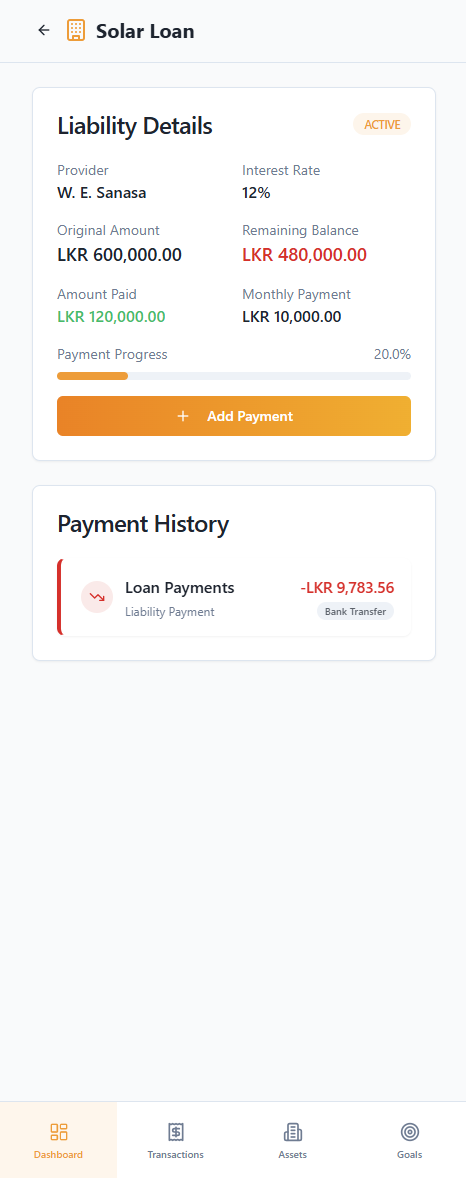 Solar Loan
Liability Details
ACTIVE
Provider
Interest Rate
W. E. Sanasa
12%
Original Amount
Remaining Balance
LKR 600,000.00
LKR 480,000.00
Amount Paid
Monthly Payment
LKR 120,000.00
LKR 10,000.00
Payment Progress
20.0%
+ Add Payment
Payment History
Loan Payments
-LKR 9,783.56
Liability Payment
Bank Transfer
Dashboard
Transactions
Assets
Goals